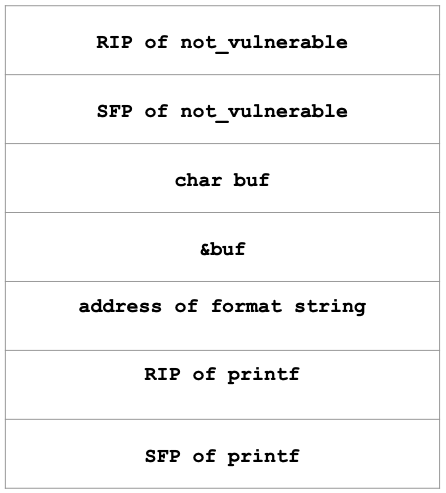 RIP of not_vulnerable
SFP of not_vulnerable
char buf
&buf
address of format string
RIP of printf
SFP of printf